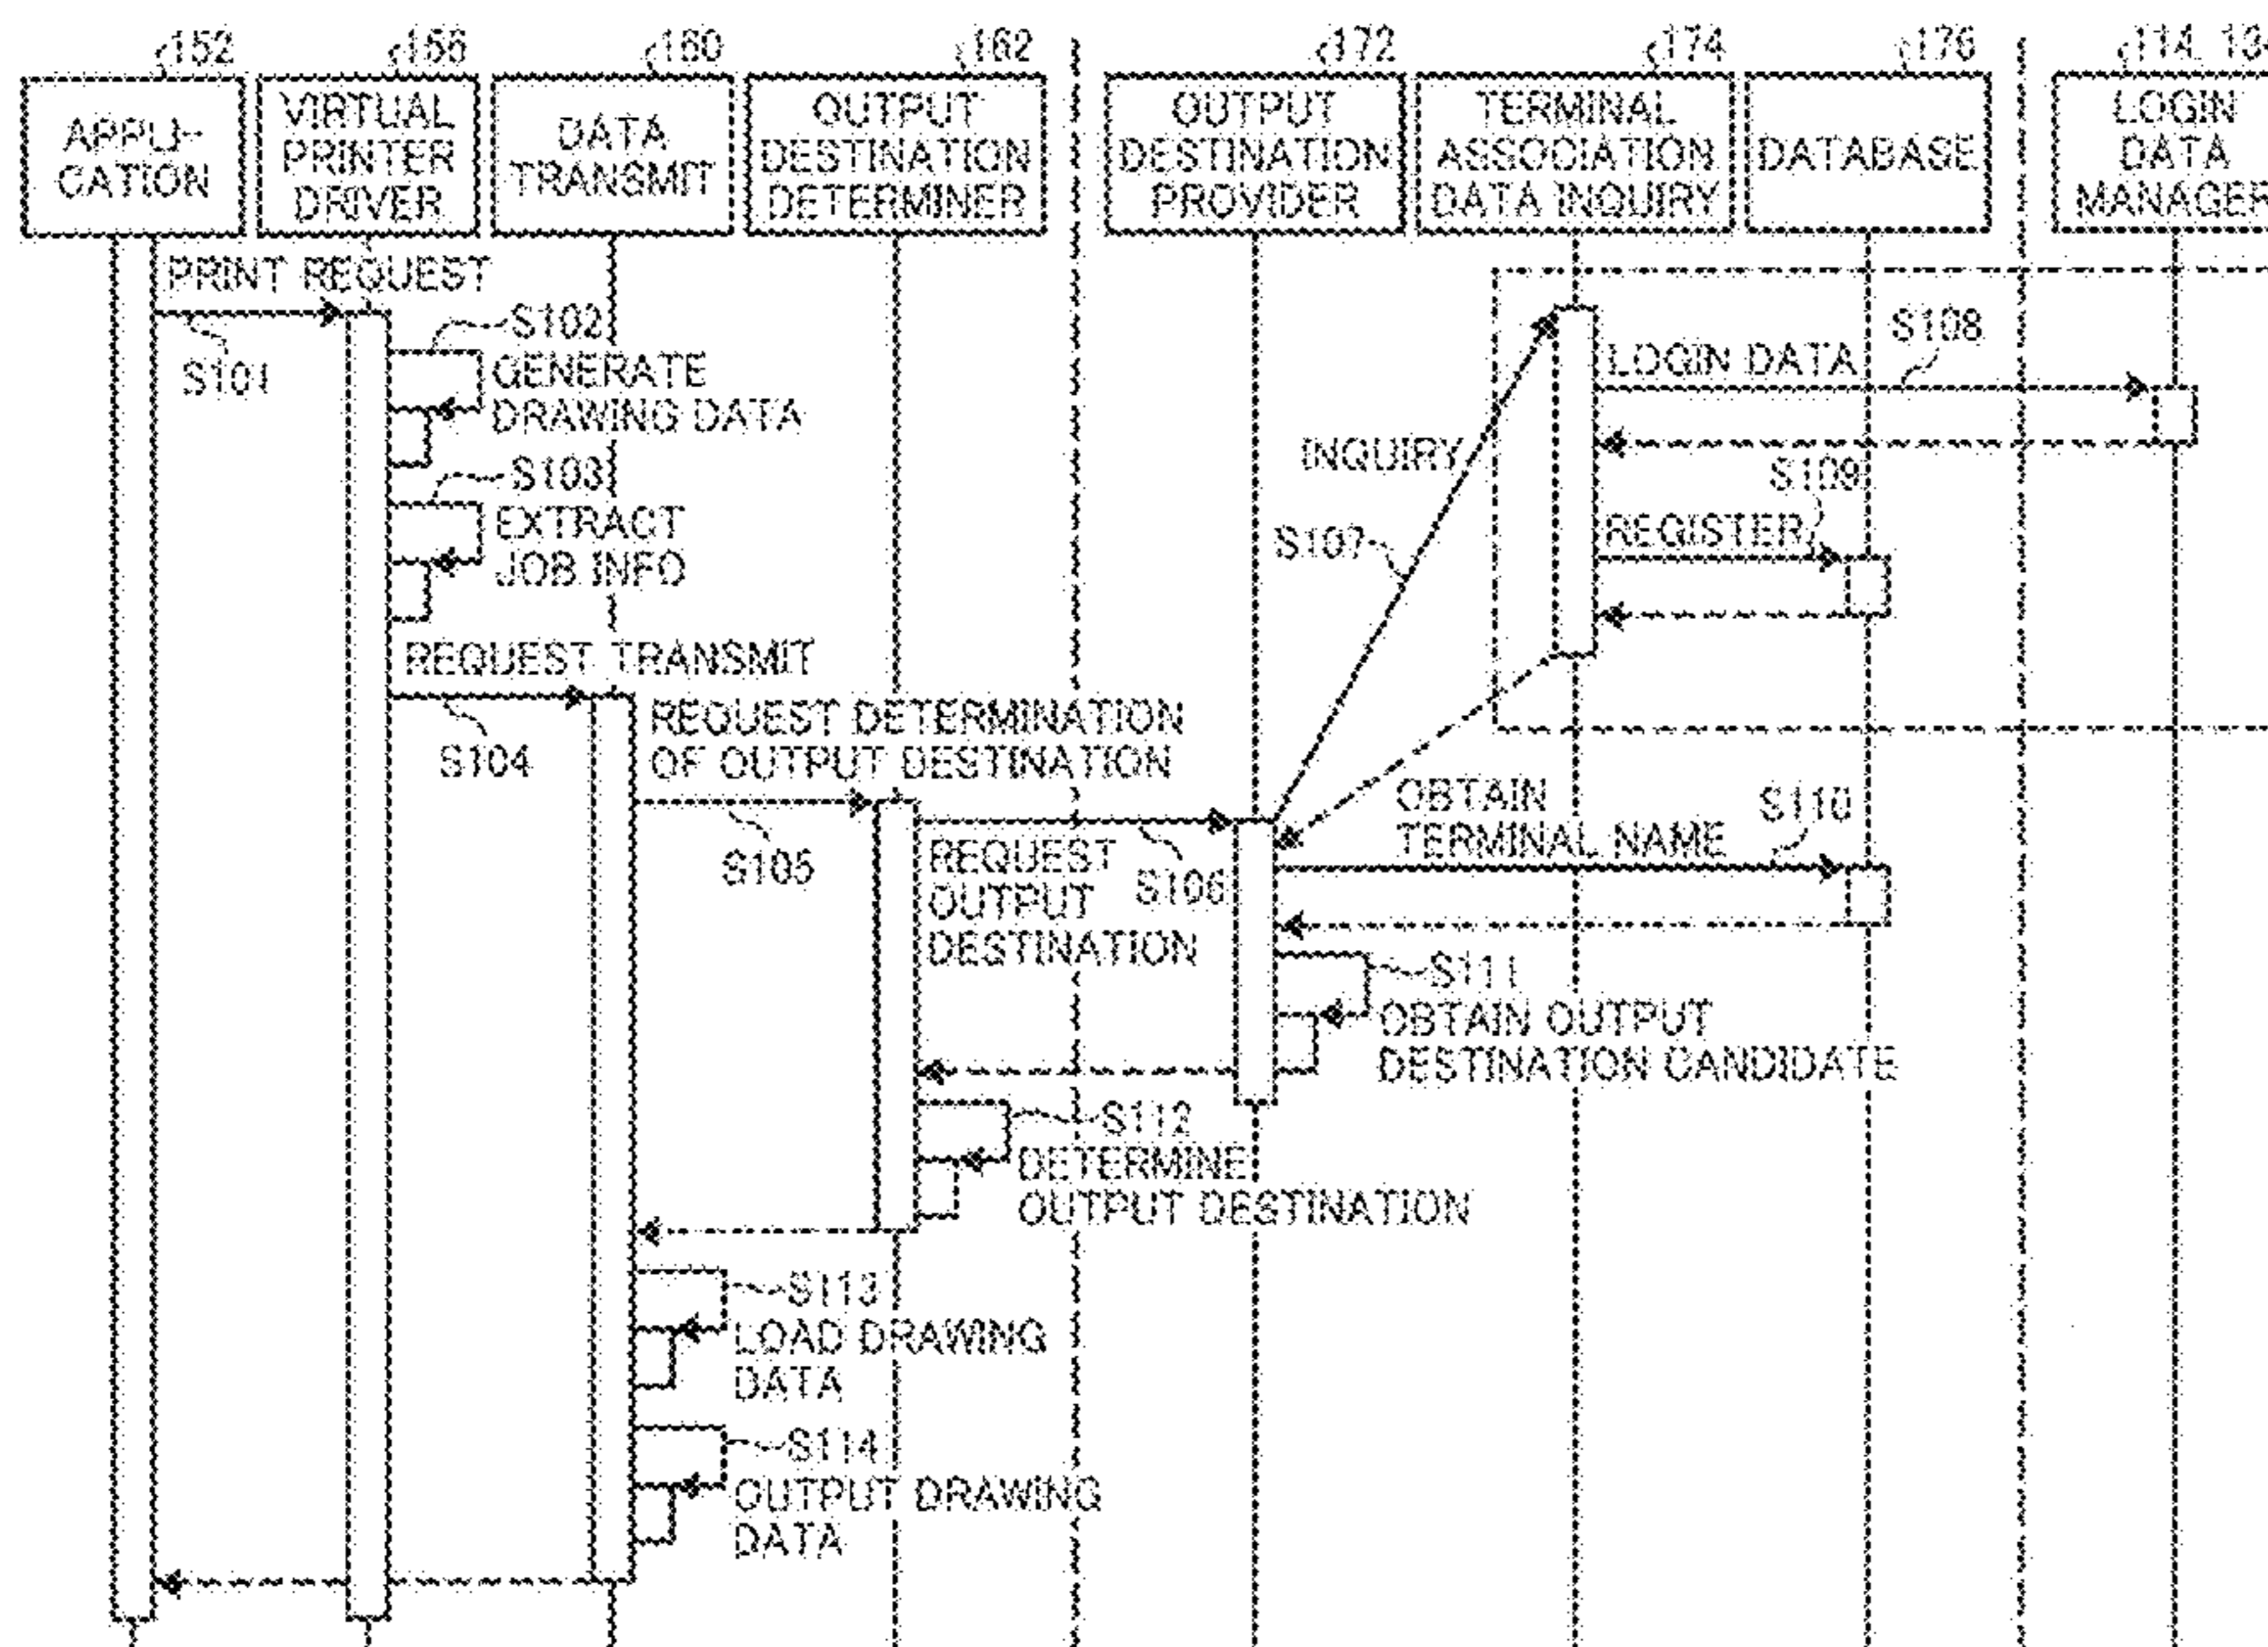 152
156
160
162
172
174
176
114, 134
APPLI-
CATION
VIRTUAL
PRINTER
DRIVER
DATA
TRANSMIT
OUTPUT
DESTINATION
DETERMINER
OUTPUT
DESTINATION
PROVIDER
TERMINAL
ASSOCIATION
DATA INQUIRY
DATABASE
LOGIN
DATA
MANAGER
PRINT REQUEST
S101
S102
GENERATE
DRAWING DATA
S103
EXTRACT
JOB INFO
REQUEST TRANSMIT
S104
REQUEST DETERMINATION
OF OUTPUT DESTINATION
S105
REQUEST
OUTPUT
DESTINATION
S106
INQUIRY
S107
LOGIN DATA
S108
S109
REGISTER
OBTAIN
TERMINAL NAME
S110
S111
OBTAIN OUTPUT
DESTINATION CANDIDATE
S112
DETERMINE
OUTPUT DESTINATION
S113
LOAD DRAWING
DATA
S114
OUTPUT DRAWING
DATA